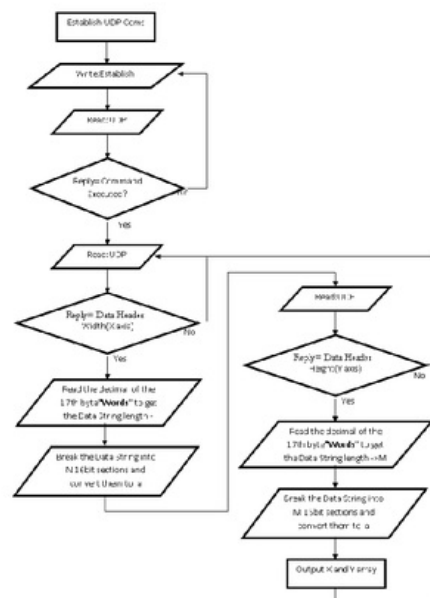 Establish UDP Coms
Write Establish
Read UDP
Reply= Command
Executed?
No
Yes
Read UDP
Reply= Data Header
Width(X axis)
No
Yes
Read the decimal of the
17th byte "Words" to get
the Data String length -
Break the Data String into
N 16bit sections and
convert them to a
Read UDP
Reply= Data Header
Height(Y axis)
No
Yes
Read the decimal of the
17th byte "Words" to get
the Data String length ->M
Break the Data String into
M 16bit sections and
convert them to a
Output X and Y array